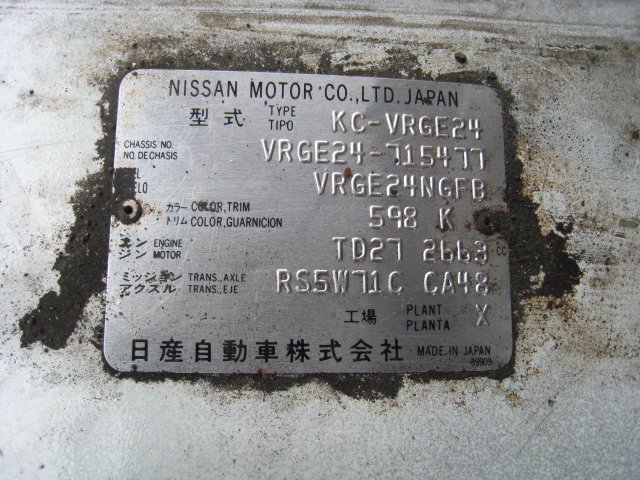 NISSAN MOTOR CO.,LTD. JAPAN
型式 TYPE TIPO KC-VRGE24
CHASSIS NO. NO. DE CHASIS VRGE24-715477
VRGE24NGFB
カラー COLOR,TRIM
トリム COLOR,GUARNICION 598 K
エンジン ENGINE MOTOR TD27 2663 CC
ミッション TRANS.,AXLE
アクスル TRANS.,EJE RS5W71C CA48
工場 PLANT PLANTA X
日産自動車株式会社 MADE IN JAPAN
89909